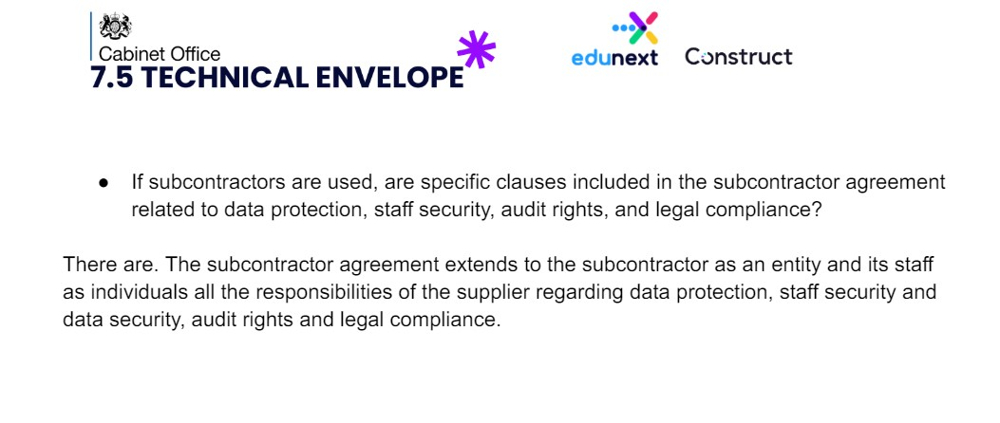 Cabinet Office
7.5 TECHNICAL ENVELOPE
edunext Construct
● If subcontractors are used, are specific clauses included in the subcontractor agreement
related to data protection, staff security, audit rights, and legal compliance?
There are. The subcontractor agreement extends to the subcontractor as an entity and its staff
as individuals all the responsibilities of the supplier regarding data protection, staff security and
data security, audit rights and legal compliance.